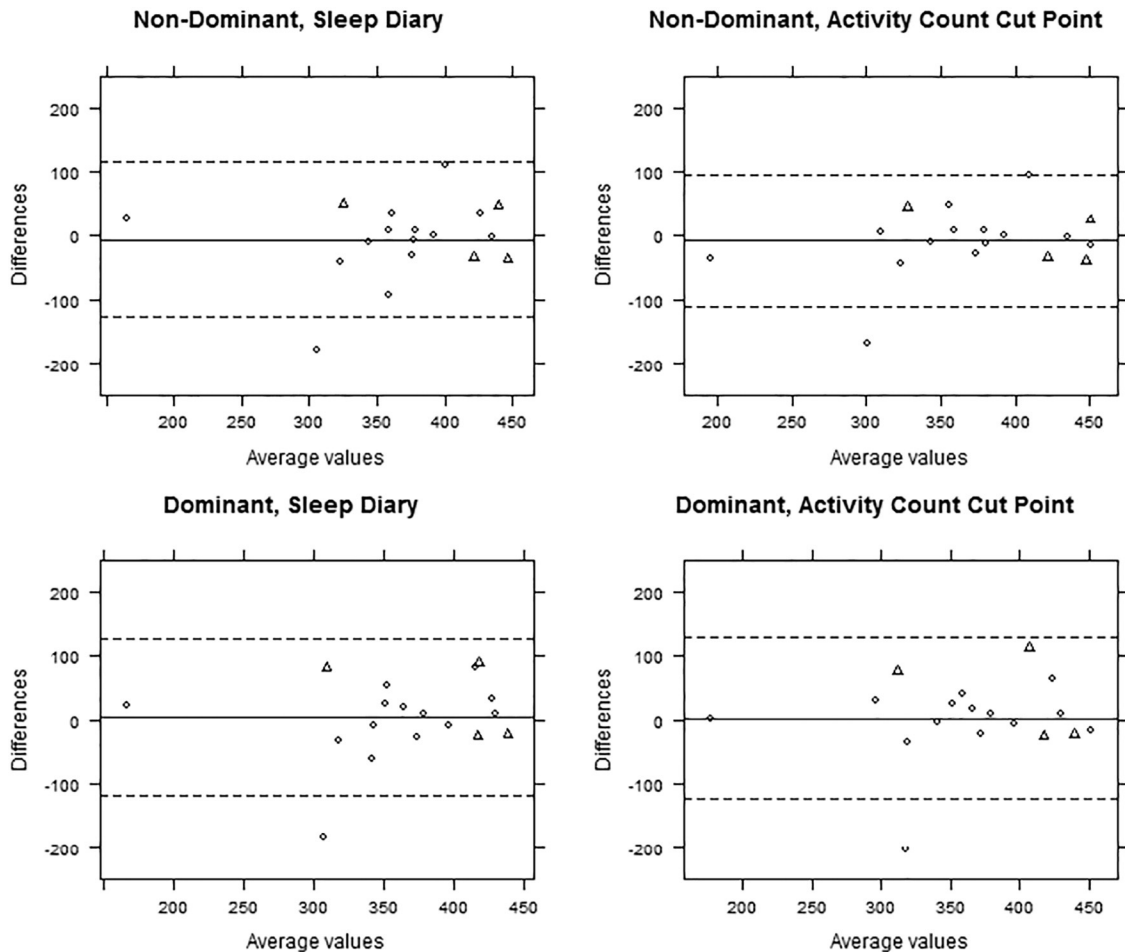 Non-Dominant, Sleep Diary
200
100
0
-100
-200
Differences
200 250 300 350 400 450
Average values
Non-Dominant, Activity Count Cut Point
200
100
0
-100
-200
Differences
200 250 300 350 400 450
Average values
Dominant, Sleep Diary
200
100
0
-100
-200
Differences
200 250 300 350 400 450
Average values
Dominant, Activity Count Cut Point
200
100
0
-100
-200
Differences
200 250 300 350 400 450
Average values